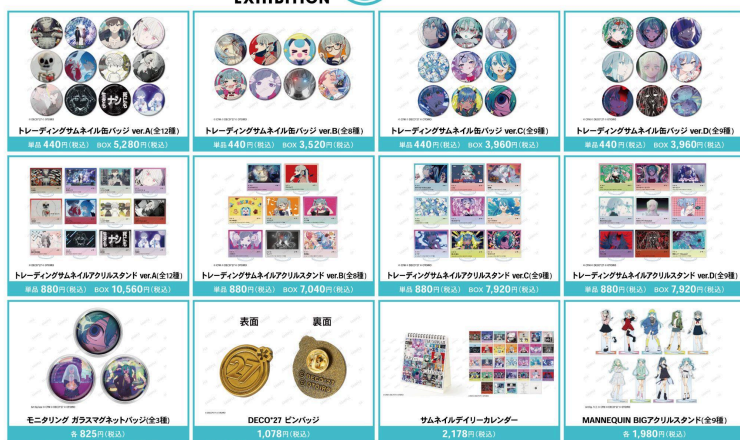 EXHIBITION
トレーディングサムネイル缶バッジ ver.A(全12種)
単品 440円(税込) BOX 5,280円(税込)
トレーディングサムネイル缶バッジ ver.B(全8種)
単品 440円(税込) BOX 3,520円(税込)
トレーディングサムネイル缶バッジ ver.C(全9種)
単品 440円(税込) BOX 3,960円(税込)
トレーディングサムネイル缶バッジ ver.D(全9種)
単品 440円(税込) BOX 3,960円(税込)
トレーディングサムネイルアクリルスタンド ver.A(全12種)
単品 880円(税込) BOX 10,560円(税込)
トレーディングサムネイルアクリルスタンド ver.B(全8種)
単品 880円(税込) BOX 7,040円(税込)
トレーディングサムネイルアクリルスタンド ver.C(全9種)
単品 880円(税込) BOX 7,920円(税込)
トレーディングサムネイルアクリルスタンド ver.D(全9種)
単品 880円(税込) BOX 7,920円(税込)
モニタリング ガラスマグネットバッジ(全3種)
各 825円(税込)
表面 裏面
27
DECO*27 ピンバッジ
1,078円(税込)
サムネイルデイリーカレンダー
2,178円(税込)
MANNEQUIN BIGアクリルスタンド(全9種)
各 1,980円(税込)